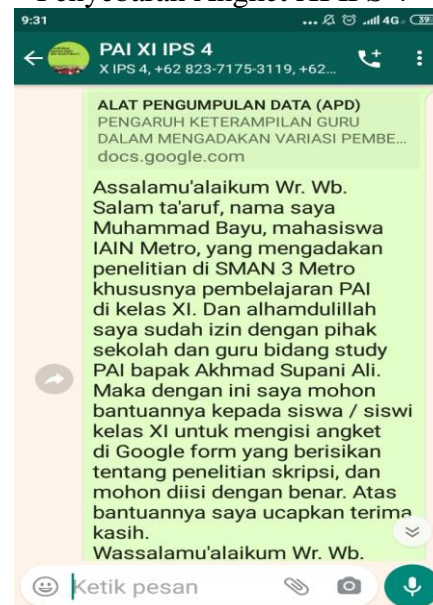 Penyebaran Angket XI IPS 4
9:31 ... 4G 33
PAI XI IPS 4
X IPS 4, +62 823-7175-3119, +62...
ALAT PENGUMPULAN DATA (APD)
PENGARUH KETERAMPILAN GURU
DALAM MENGADAKAN VARIASI PEMBE...
docs.google.com
Assalamu'alaikum Wr. Wb.
Salam ta'aruf, nama saya
Muhammad Bayu, mahasiswa
IAIN Metro, yang mengadakan
penelitian di SMAN 3 Metro
khususnya pembelajaran PAI
di kelas XI. Dan alhamdulillah
saya sudah izin dengan pihak
sekolah dan guru bidang study
PAI bapak Akhmad Supani Ali.
Maka dengan ini saya mohon
bantuannya kepada siswa / siswi
kelas XI untuk mengisi angket
di Google form yang berisikan
tentang penelitian skripsi, dan
mohon diisi dengan benar. Atas
bantuannya saya ucapkan terima
kasih.
Wassalamu'alaikum Wr. Wb.
Ketik pesan